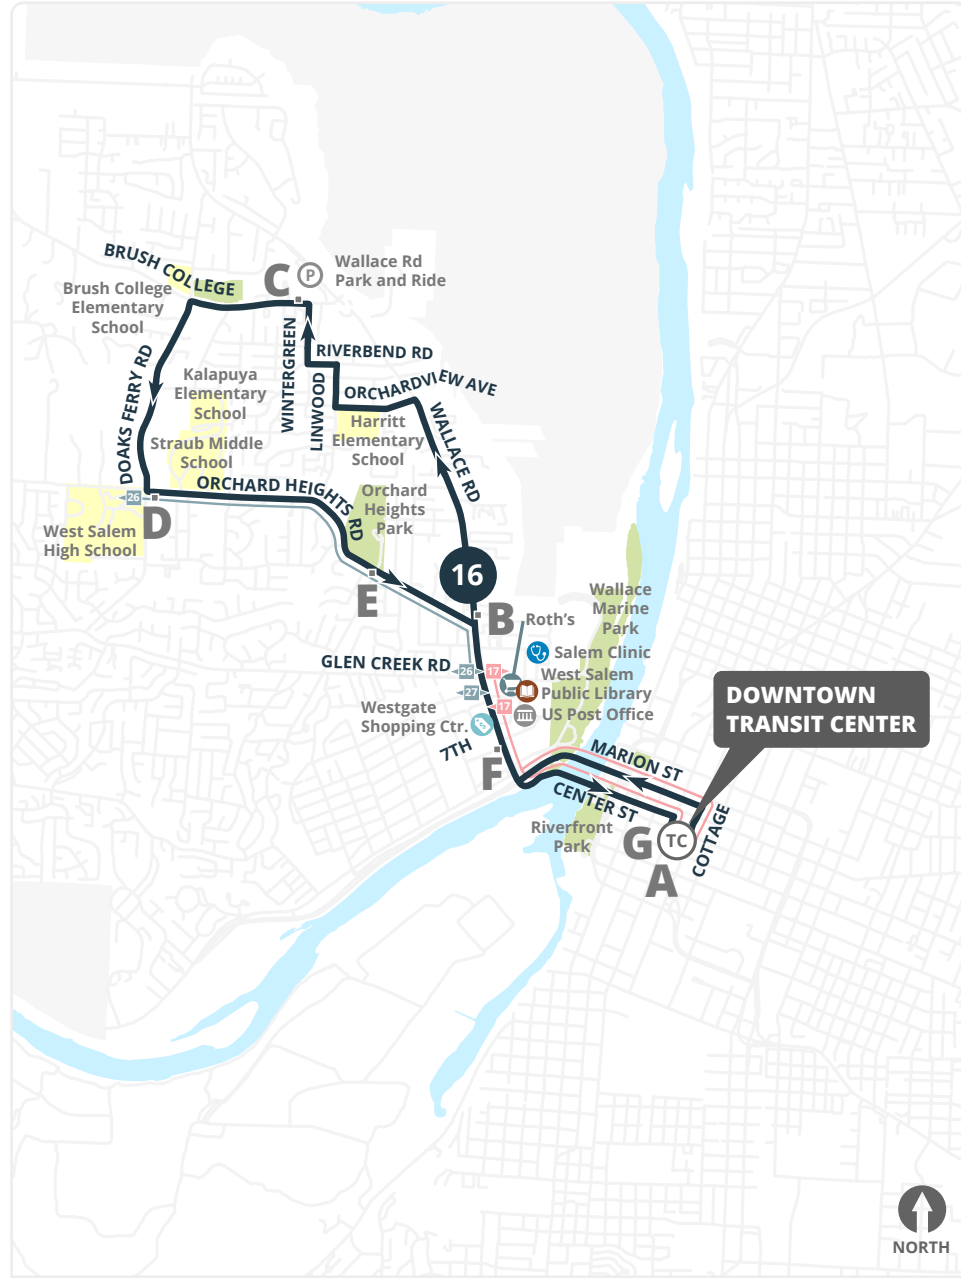 BRUSH COLLEGE
C
P
Wallace Rd
Park and Ride
Brush College
Elementary
School
WINTERGREEN
RIVERBEND RD
DOAKS FERRY RD
Kalapuya
Elementary
School
LINWOOD
ORCHARDVIEW AVE
WALLACE RD
Harritt
Elementary
School
Straub Middle
School
ORCHARD HEIGHTS RD
Orchard
Heights
Park
26
D
West Salem
High School
16
E
B
Roth's
Wallace
Marine
Park
Salem Clinic
GLEN CREEK RD
26
17
West Salem
Public Library
27
17
US Post Office
Westgate
Shopping Ctr.
7TH
F
DOWNTOWN
TRANSIT CENTER
MARION ST
CENTER ST
COTTAGE
Riverfront
Park
G
TC
A
NORTH